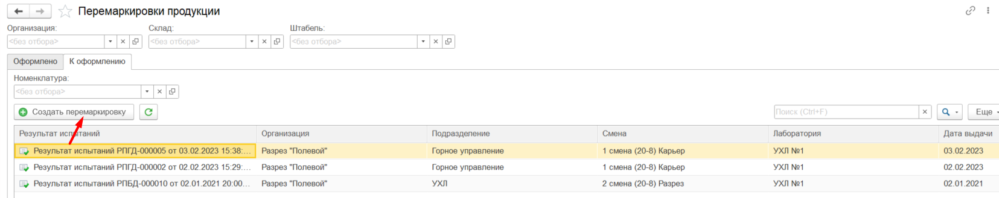 Перемаркировки продукции
Организация: Склад: Штабель:
<без отбора> <без отбора> <без отбора>
Оформлено К оформлению
Номенклатура:
<без отбора>
Создать перемаркировку Поиск (Ctrl+F) Еще
Результат испытаний Организация Подразделение Смена Лаборатория Дата выдачи
Результат испытаний РПГД-000005 от 03.02.2023 15:38:... Разрез "Полевой" Горное управление 1 смена (20-8) Карьер УХЛ №1 03.02.2023
Результат испытаний РПГД-000002 от 02.02.2023 15:29:... Разрез "Полевой" Горное управление 1 смена (20-8) Карьер УХЛ №1 02.02.2023
Результат испытаний РПБД-000010 от 02.01.2021 20:00... Разрез "Полевой" УХЛ 2 смена (20-8) Разрез УХЛ №1 02.01.2021